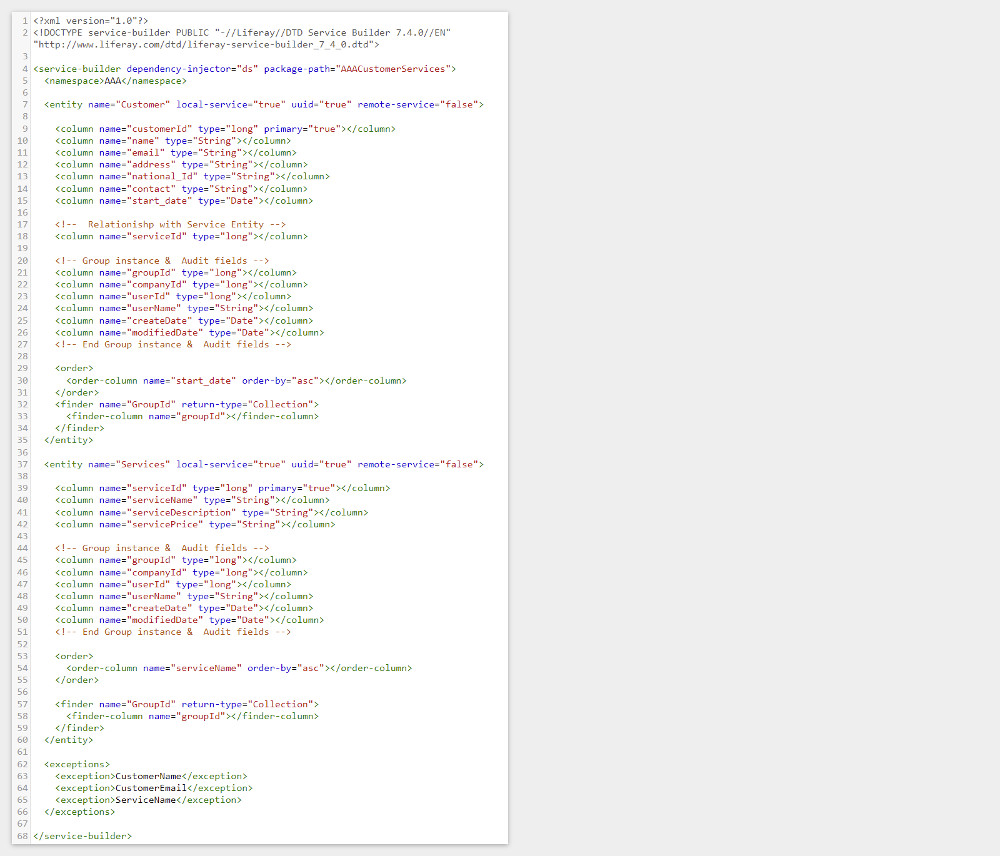 1 <?xml version="1.0"?>
2 <!DOCTYPE service-builder PUBLIC "-//Liferay//DTD Service Builder 7.4.0//EN"
"http://www.liferay.com/dtd/liferay-service-builder_7_4_0.dtd">
3
4 <service-builder dependency-injector="ds" package-path="AAACustomerServices">
5   <namespace>AAA</namespace>
6
7   <entity name="Customer" local-service="true" uuid="true" remote-service="false">
8
9     <column name="customerId" type="long" primary="true"></column>
10     <column name="name" type="String"></column>
11     <column name="email" type="String"></column>
12     <column name="address" type="String"></column>
13     <column name="national_Id" type="String"></column>
14     <column name="contact" type="String"></column>
15     <column name="start_date" type="Date"></column>
16
17     <!--  Relationishp with Service Entity -->
18     <column name="serviceId" type="long"></column>
19
20     <!-- Group instance &  Audit fields -->
21     <column name="groupId" type="long"></column>
22     <column name="companyId" type="long"></column>
23     <column name="userId" type="long"></column>
24     <column name="userName" type="String"></column>
25     <column name="createDate" type="Date"></column>
26     <column name="modifiedDate" type="Date"></column>
27     <!-- End Group instance &  Audit fields -->
28
29     <order>
30       <order-column name="start_date" order-by="asc"></order-column>
31     </order>
32     <finder name="GroupId" return-type="Collection">
33       <finder-column name="groupId"></finder-column>
34     </finder>
35   </entity>
36
37   <entity name="Services" local-service="true" uuid="true" remote-service="false">
38
39     <column name="serviceId" type="long" primary="true"></column>
40     <column name="serviceName" type="String"></column>
41     <column name="serviceDescription" type="String"></column>
42     <column name="servicePrice" type="String"></column>
43
44     <!-- Group instance &  Audit fields -->
45     <column name="groupId" type="long"></column>
46     <column name="companyId" type="long"></column>
47     <column name="userId" type="long"></column>
48     <column name="userName" type="String"></column>
49     <column name="createDate" type="Date"></column>
50     <column name="modifiedDate" type="Date"></column>
51     <!-- End Group instance &  Audit fields -->
52
53     <order>
54       <order-column name="serviceName" order-by="asc"></order-column>
55     </order>
56
57     <finder name="GroupId" return-type="Collection">
58       <finder-column name="groupId"></finder-column>
59     </finder>
60   </entity>
61
62   <exceptions>
63     <exception>CustomerName</exception>
64     <exception>CustomerEmail</exception>
65     <exception>ServiceName</exception>
66   </exceptions>
67
68 </service-builder>